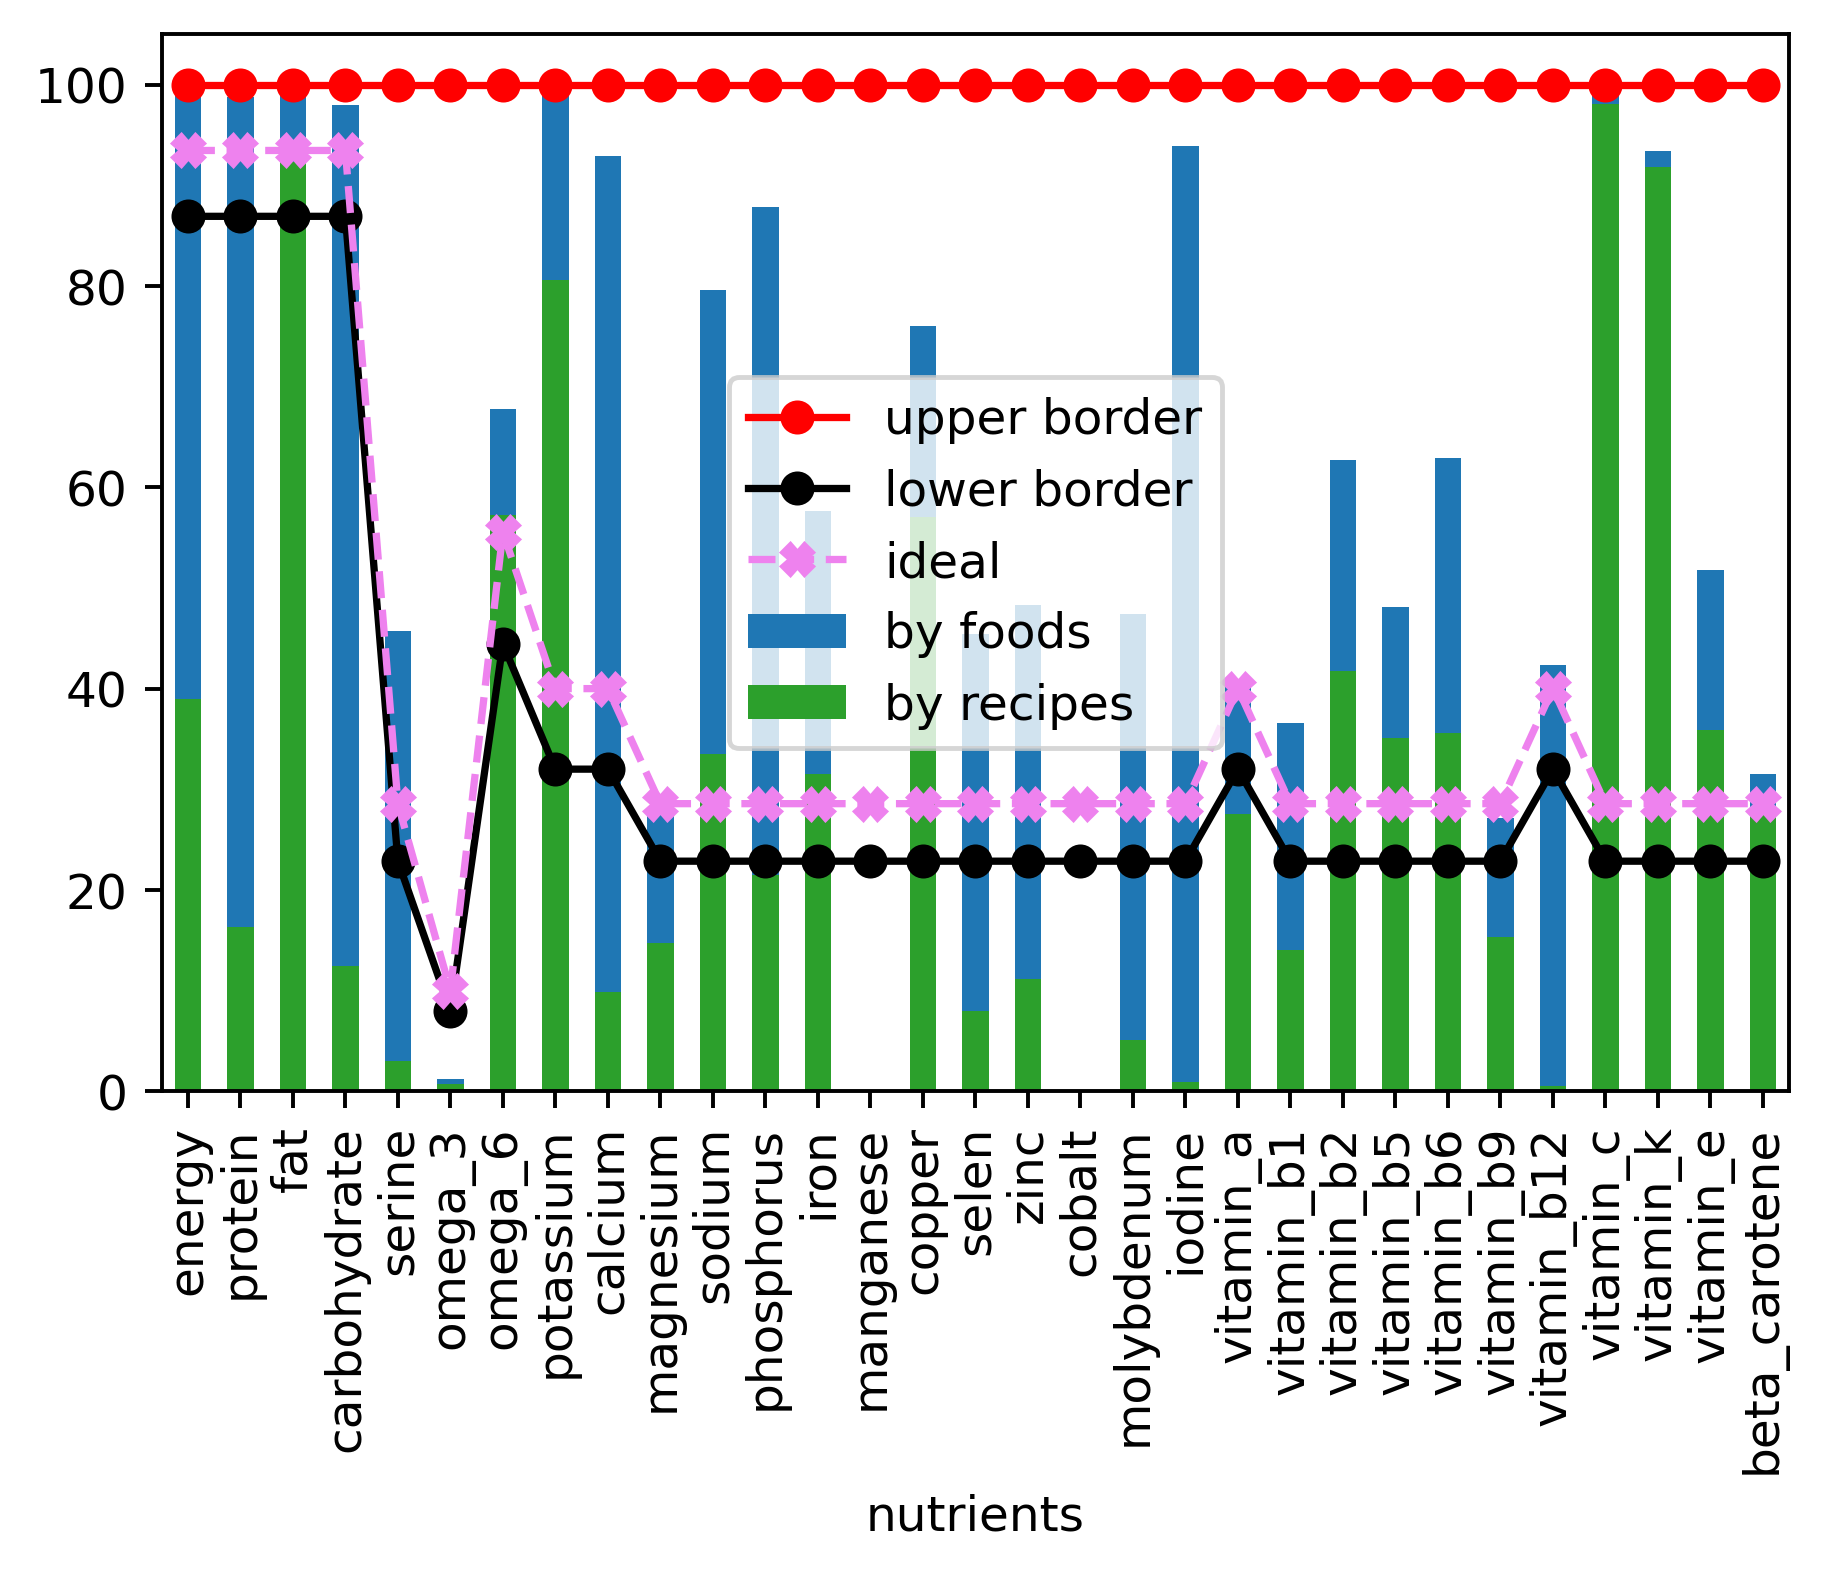 100
80
60
40
20
0
upper border
lower border
ideal
by foods
by recipes
energy
protein
fat
carbohydrate
serine
omega_3
omega_6
potassium
calcium
magnesium
sodium
phosphorus
iron
manganese
copper
selen
zinc
cobalt
molybdenum
iodine
vitamin_a
vitamin_b1
vitamin_b2
vitamin_b5
vitamin_b6
vitamin_b9
vitamin_b12
vitamin_c
vitamin_k
vitamin_e
beta_carotene
nutrients